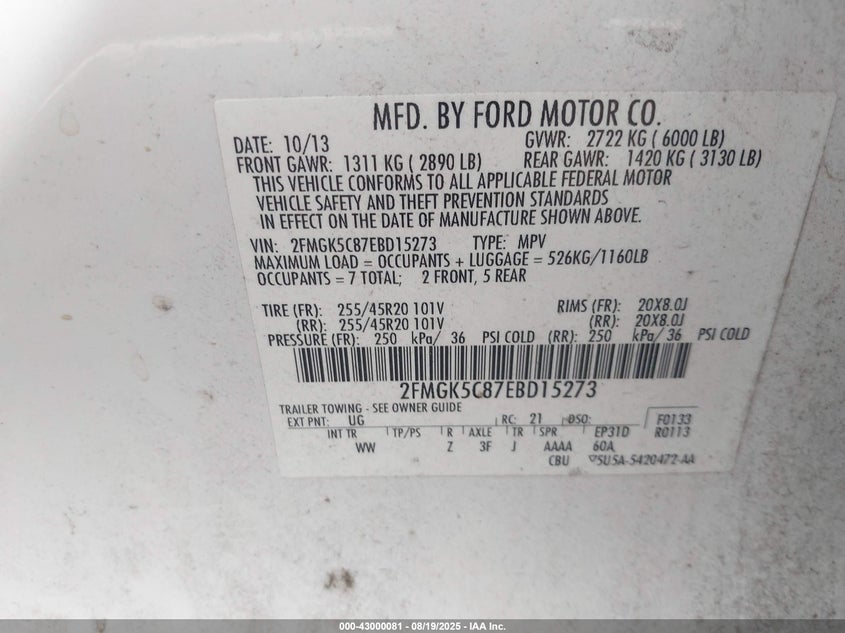 MFD. BY FORD MOTOR CO.
DATE: 10/13 GVWR: 2722 KG ( 6000 LB)
FRONT GAWR: 1311 KG ( 2890 LB) REAR GAWR: 1420 KG ( 3130 LB)
THIS VEHICLE CONFORMS TO ALL APPLICABLE FEDERAL MOTOR
VEHICLE SAFETY AND THEFT PREVENTION STANDARDS
IN EFFECT ON THE DATE OF MANUFACTURE SHOWN ABOVE.
VIN: 2FMGK5C87EBD15273 TYPE: MPV
MAXIMUM LOAD = OCCUPANTS + LUGGAGE = 526KG/1160LB
OCCUPANTS = 7 TOTAL; 2 FRONT, 5 REAR
TIRE (FR): 255/45R20 101V RIMS (FR): 20X8.0J
(RR): 255/45R20 101V (RR): 20X8.0J
PRESSURE (FR): 250 kPa/ 36 PSI COLD (RR): 250 kPa/ 36 PSI COLD
2FMGK5C87EBD15273
TRAILER TOWING - SEE OWNER GUIDE
EXT PNT: UG RC: 21 DSO: F0133
INT TR TP/PS R AXLE TR SPR EP31D R0113
WW Z 3F J AAAA 60A
CBU 5U5A-5420472-AA
000-43000081 - 08/19/2025 - IAA Inc.